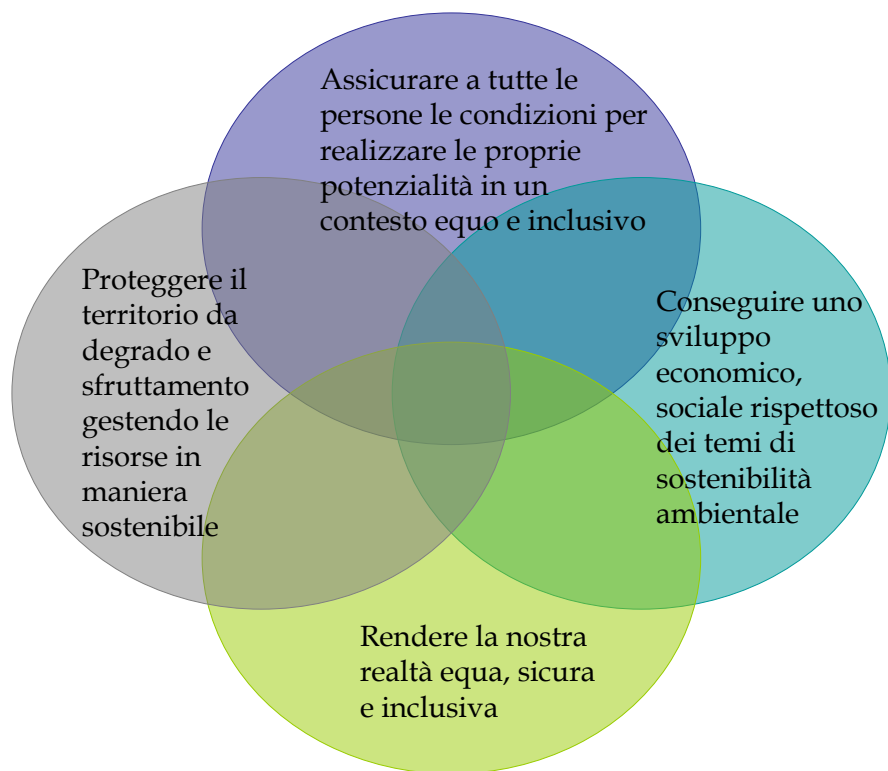 Assicurare a tutte le
persone le condizioni per
realizzare le proprie
potenzialità in un
contesto equo e inclusivo
Proteggere il
territorio da
degrado e
sfruttamento
gestendo le
risorse in
maniera
sostenibile
Conseguire uno
sviluppo
economico,
sociale rispettoso
dei temi di
sostenibilità
ambientale
Rendere la nostra
realtà equa, sicura
e inclusiva